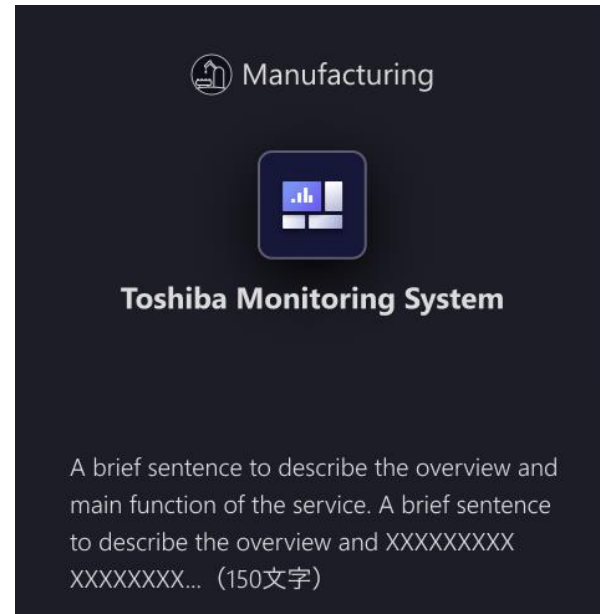 Manufacturing
Toshiba Monitoring System
A brief sentence to describe the overview and
main function of the service. A brief sentence
to describe the overview and XXXXXXXXX
XXXXXXXX...（150文字）